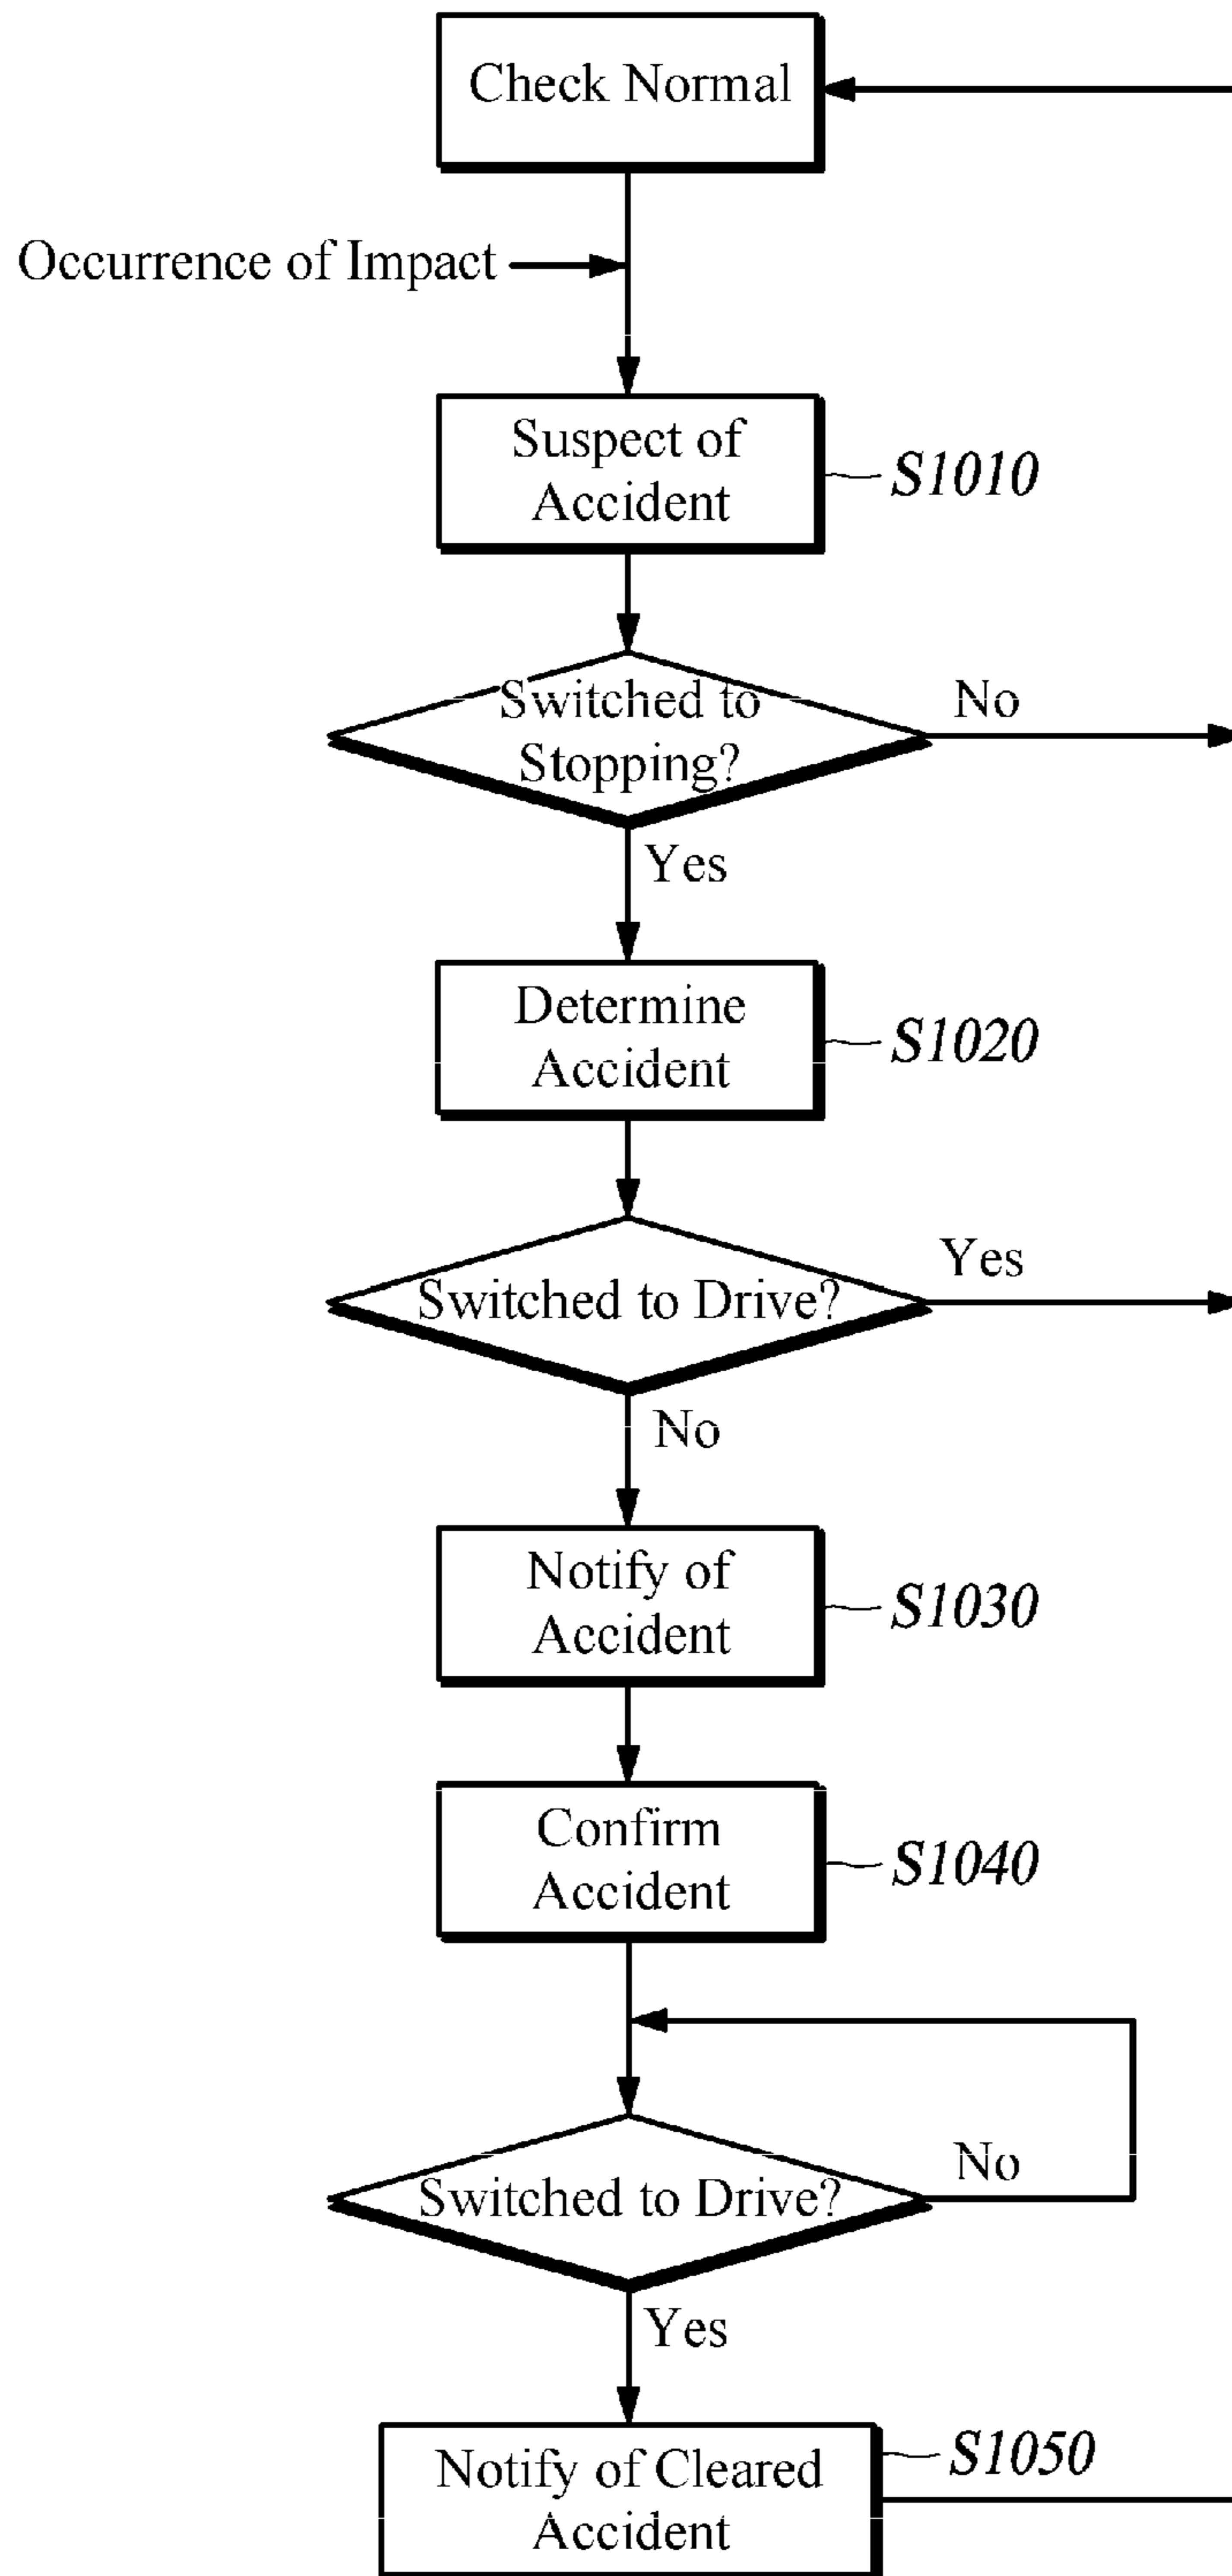 Check Normal
Occurrence of Impact
Suspect of
Accident
S1010
Switched to
Stopping?
No
Yes
Determine
Accident
S1020
Switched to Drive?
Yes
No
Notify of
Accident
S1030
Confirm
Accident
S1040
Switched to Drive?
No
Yes
Notify of Cleared
Accident
S1050